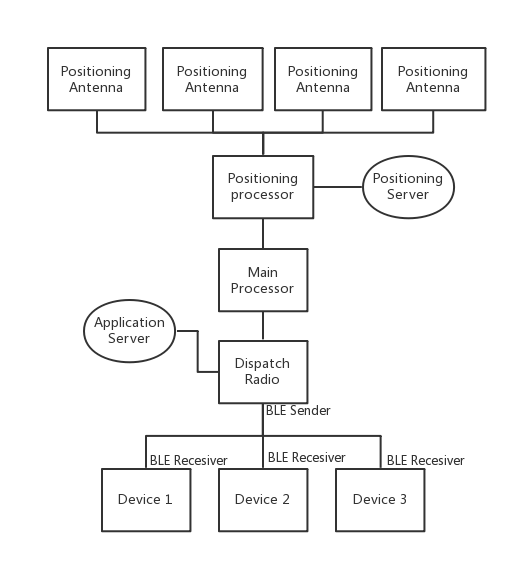 Positioning
Antenna
Positioning
Antenna
Positioning
Antenna
Positioning
Antenna
Positioning
processor
Positioning
Server
Main
Processor
Application
Server
Dispatch
Radio
BLE Sender
BLE Recesiver
BLE Recesiver
BLE Recesiver
Device 1
Device 2
Device 3